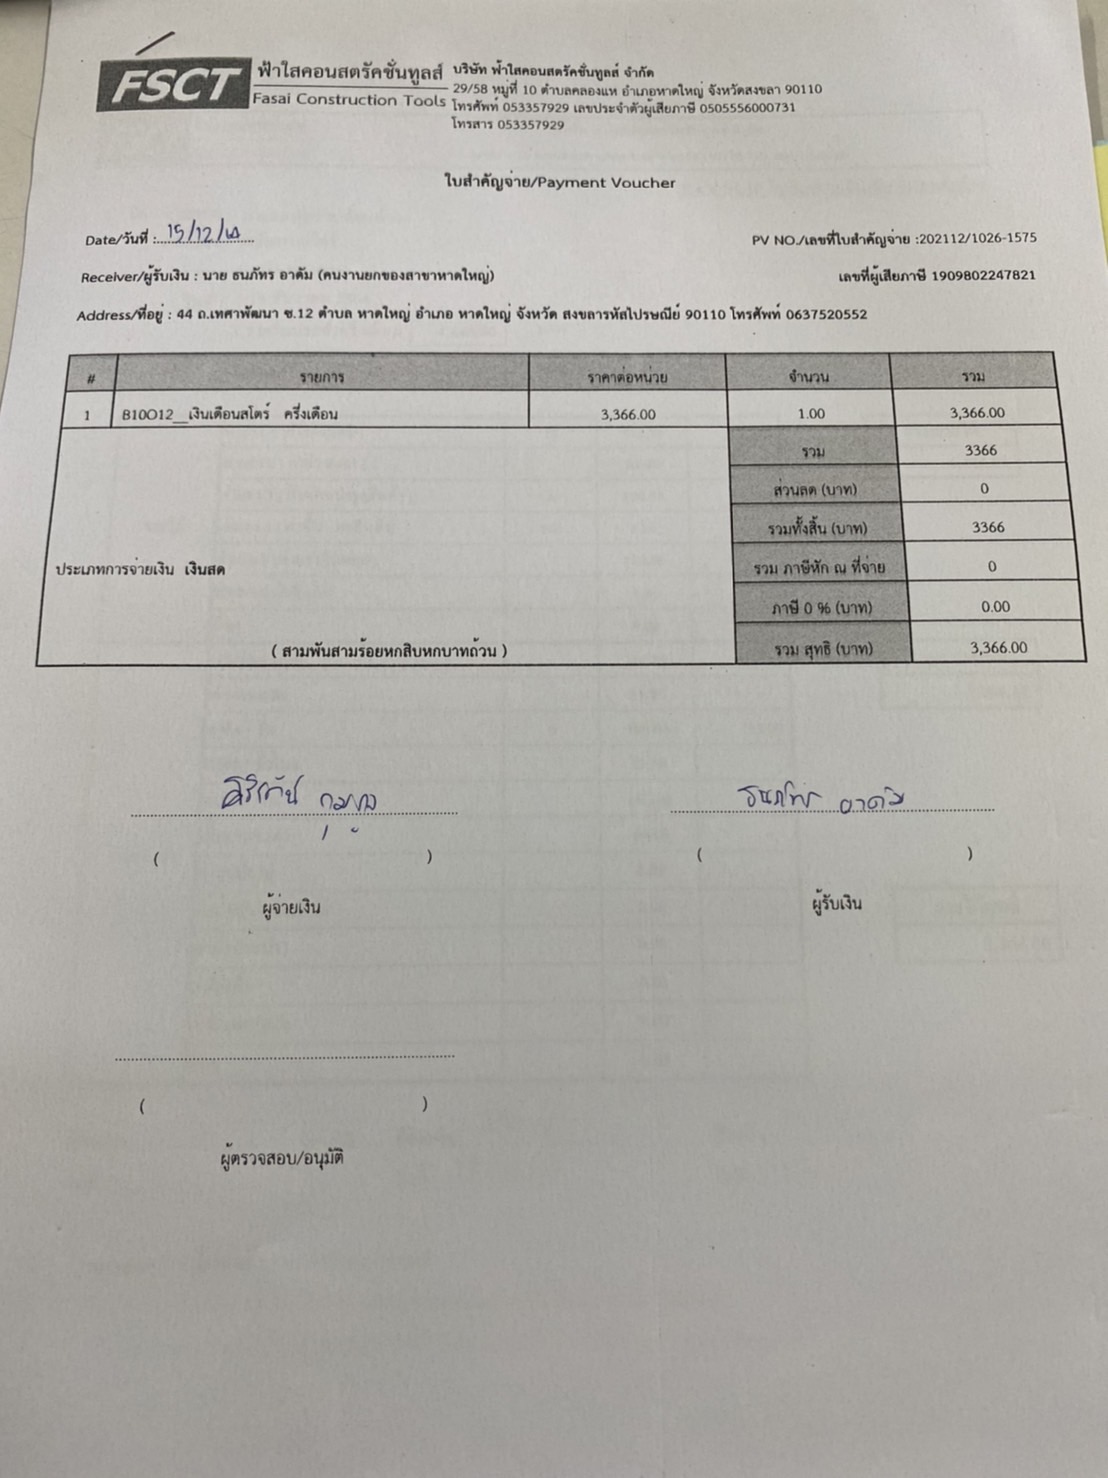 FSCT ฟ้าใสคอนสตรัคชั่นทูลส์
Fasai Construction Tools
บริษัท ฟ้าใสคอนสตรัคชั่นทูลส์ จำกัด
29/58 หมู่ที่ 10 ตำบลคลองแห อำเภอหาดใหญ่ จังหวัดสงขลา 90110
โทรศัพท์ 053357929 เลขประจำตัวผู้เสียภาษี 0505556000731
โทรสาร 053357929
ใบสำคัญจ่าย/Payment Voucher
Date/วันที่ : 15/12/
PV NO./เลขที่ใบสำคัญจ่าย :202112/1026-1575
Receiver/ผู้รับเงิน : นาย ธนภัทร อาดัม (คนงานยกของสาขาหาดใหญ่)
เลขที่ผู้เสียภาษี 1909802247821
Address/ที่อยู่ : 44 ถ.เทศาพัฒนา ซ.12 ตำบล หาดใหญ่ อำเภอ หาดใหญ่ จังหวัด สงขลารหัสไปรษณีย์ 90110 โทรศัพท์ 0637520552
# รายการ ราคาต่อหน่วย จำนวน รวม
1 B10O12__เงินเดือนสโตร์ ครึ่งเดือน 3,366.00 1.00 3,366.00
รวม 3366
ส่วนลด (บาท) 0
รวมทั้งสิ้น (บาท) 3366
ประเภทการจ่ายเงิน เงินสด
รวม ภาษีหัก ณ ที่จ่าย 0
ภาษี 0 % (บาท) 0.00
( สามพันสามร้อยหกสิบหกบาทถ้วน )
รวม สุทธิ (บาท) 3,366.00
ธนภัทร อาดัม
( ) ( )
ผู้จ่ายเงิน ผู้รับเงิน
( )
ผู้ตรวจสอบ/อนุมัติ